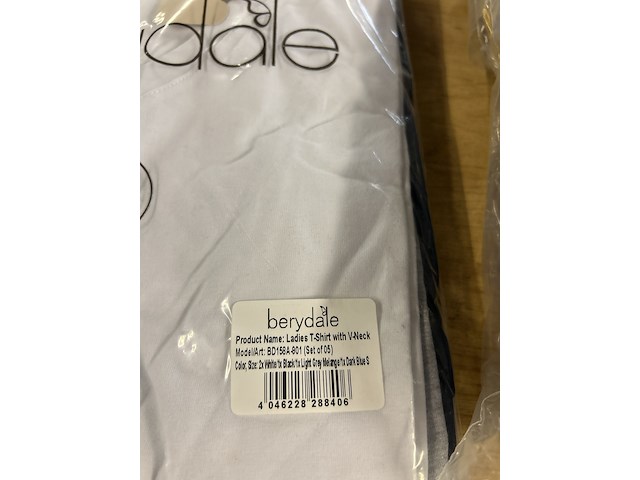 ydale
berydale
Product Name: Ladies T-Shirt with V-Neck
Model/Art: BD158A-801 (Set of 05)
Color, Size: 2x White/1x Black/1x Light Grey Melange/1x Dark Blue S
4 046228 288406